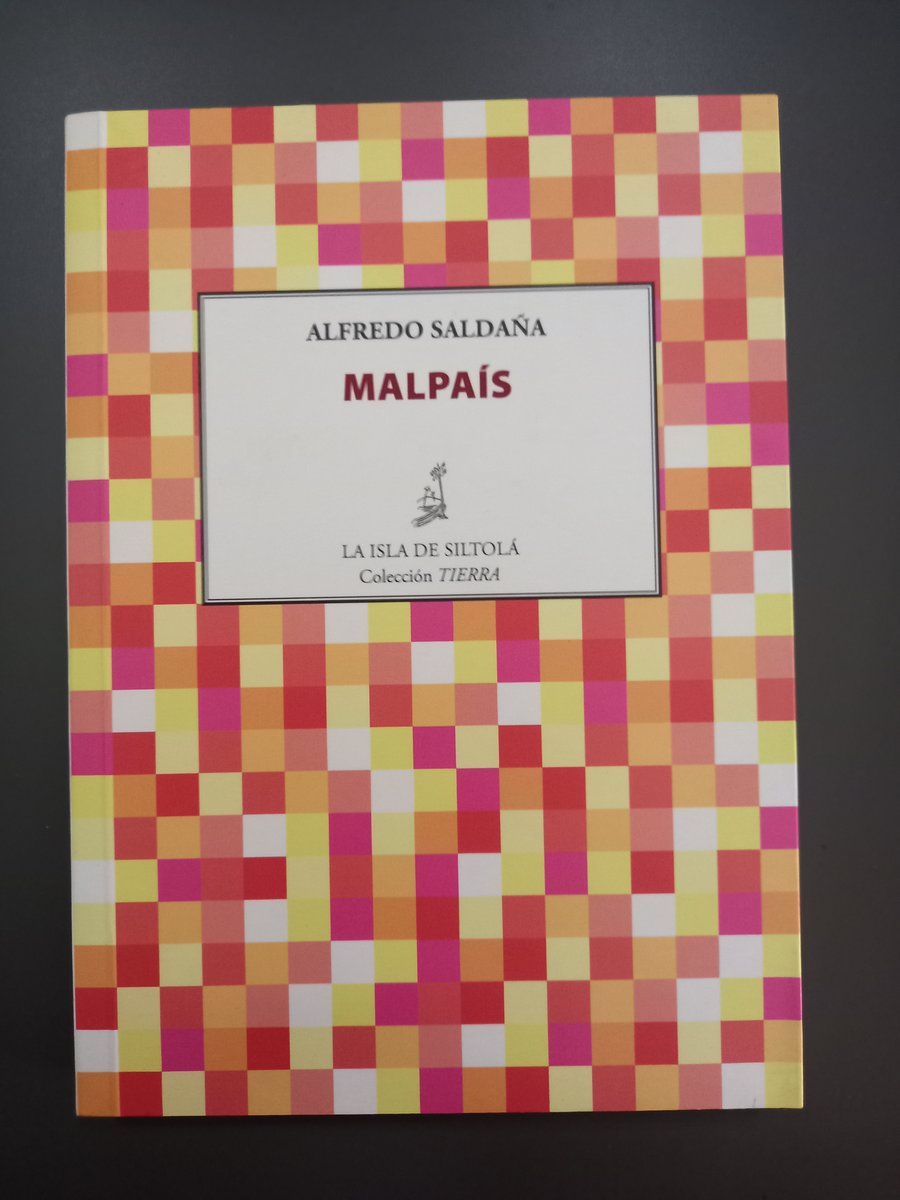 ALFREDO SALDAÑA
MALPAÍS
LA ISLA DE SILTOLÁ
Colección TIERRA